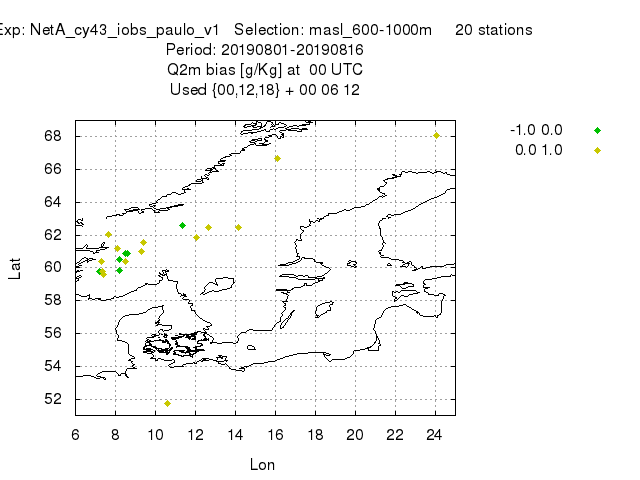 Exp: NetA_cy43_iobs_paulo_v1 Selection: masl_600-1000m 20 stations
Period: 20190801-20190816
Q2m bias [g/Kg] at 00 UTC
Used {00,12,18} + 00 06 12
-1.0 0.0
0.0 1.0
68
66
64
62
60
58
56
54
52
Lat
6 8 10 12 14 16 18 20 22 24
Lon